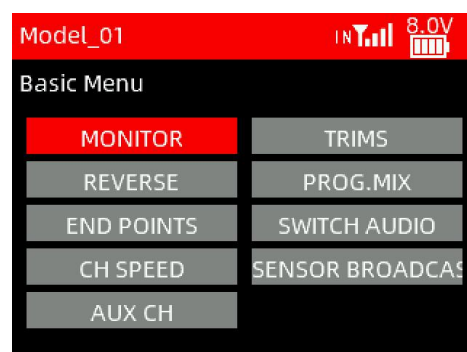 Model_01 IN 8.0V
Basic Menu
MONITOR TRIMS
REVERSE PROG.MIX
END POINTS SWITCH AUDIO
CH SPEED SENSOR BROADCAS
AUX CH